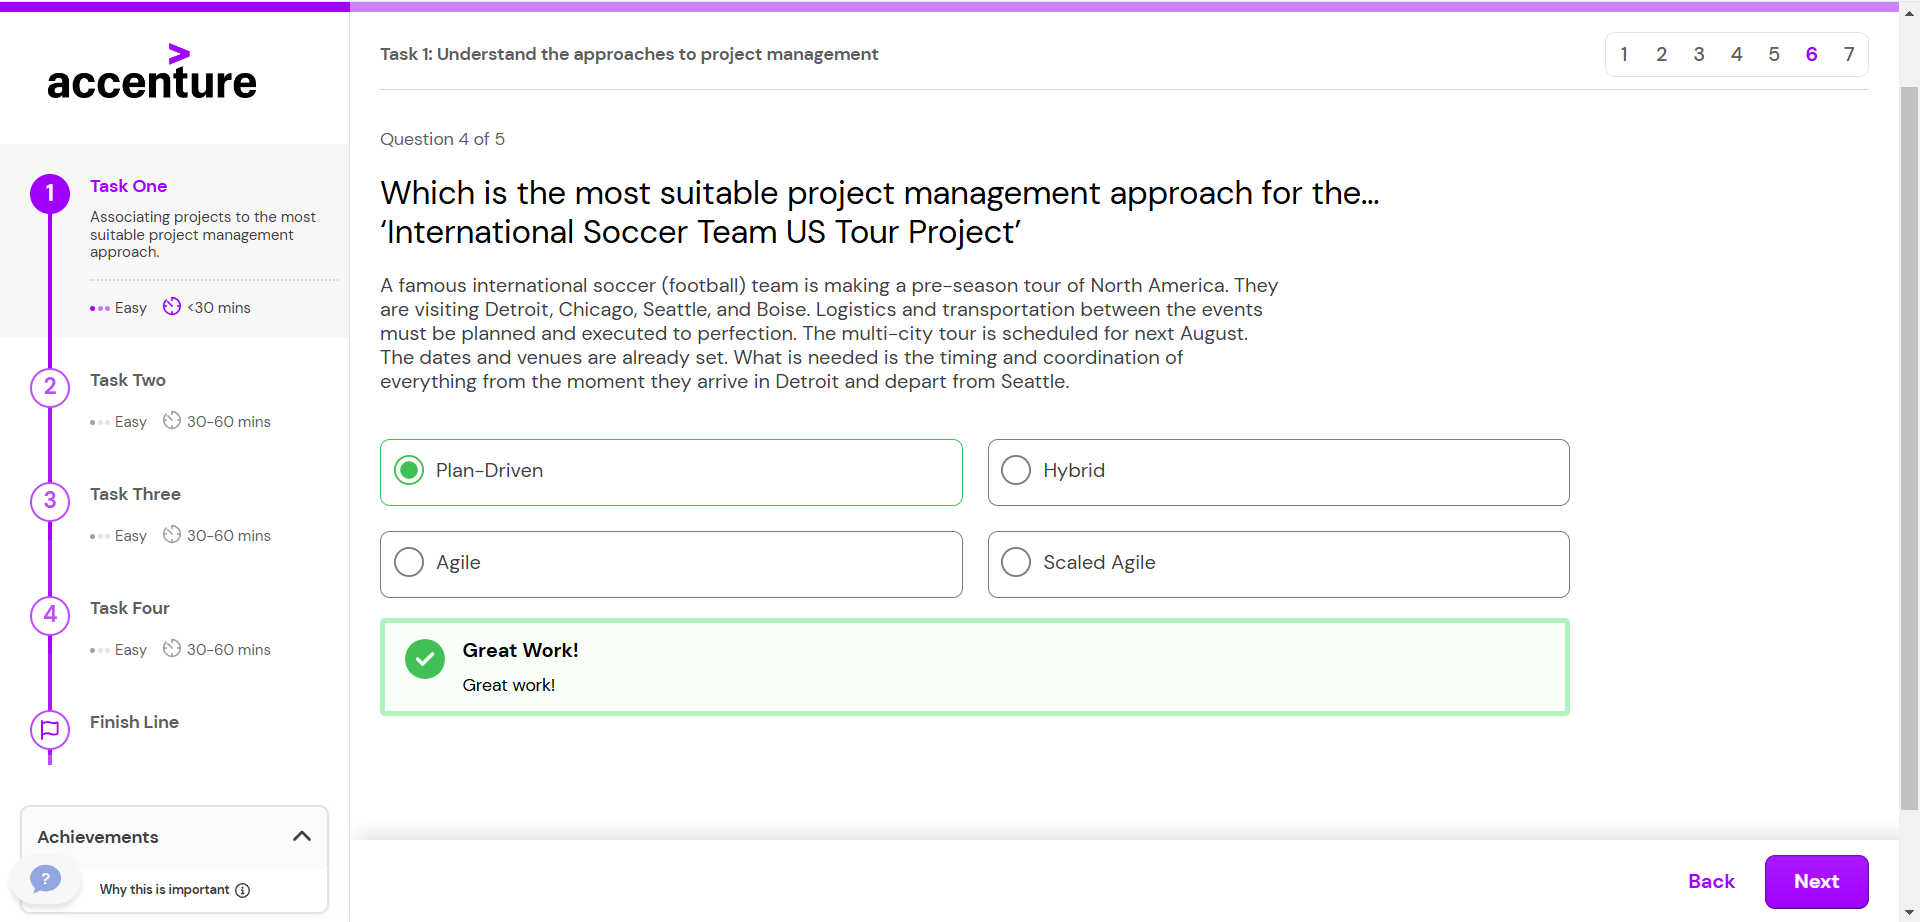 accenture
Task 1: Understand the approaches to project management
1 2 3 4 5 6 7
1
Task One
Associating projects to the most
suitable project management
approach.
Easy <30 mins
2
Task Two
Easy 30-60 mins
3
Task Three
Easy 30-60 mins
4
Task Four
Easy 30-60 mins
Finish Line
Achievements
?
Why this is important i
Question 4 of 5
Which is the most suitable project management approach for the...
‘International Soccer Team US Tour Project’
A famous international soccer (football) team is making a pre-season tour of North America. They
are visiting Detroit, Chicago, Seattle, and Boise. Logistics and transportation between the events
must be planned and executed to perfection. The multi-city tour is scheduled for next August.
The dates and venues are already set. What is needed is the timing and coordination of
everything from the moment they arrive in Detroit and depart from Seattle.
Plan-Driven
Hybrid
Agile
Scaled Agile
Great Work!
Great work!
Back
Next